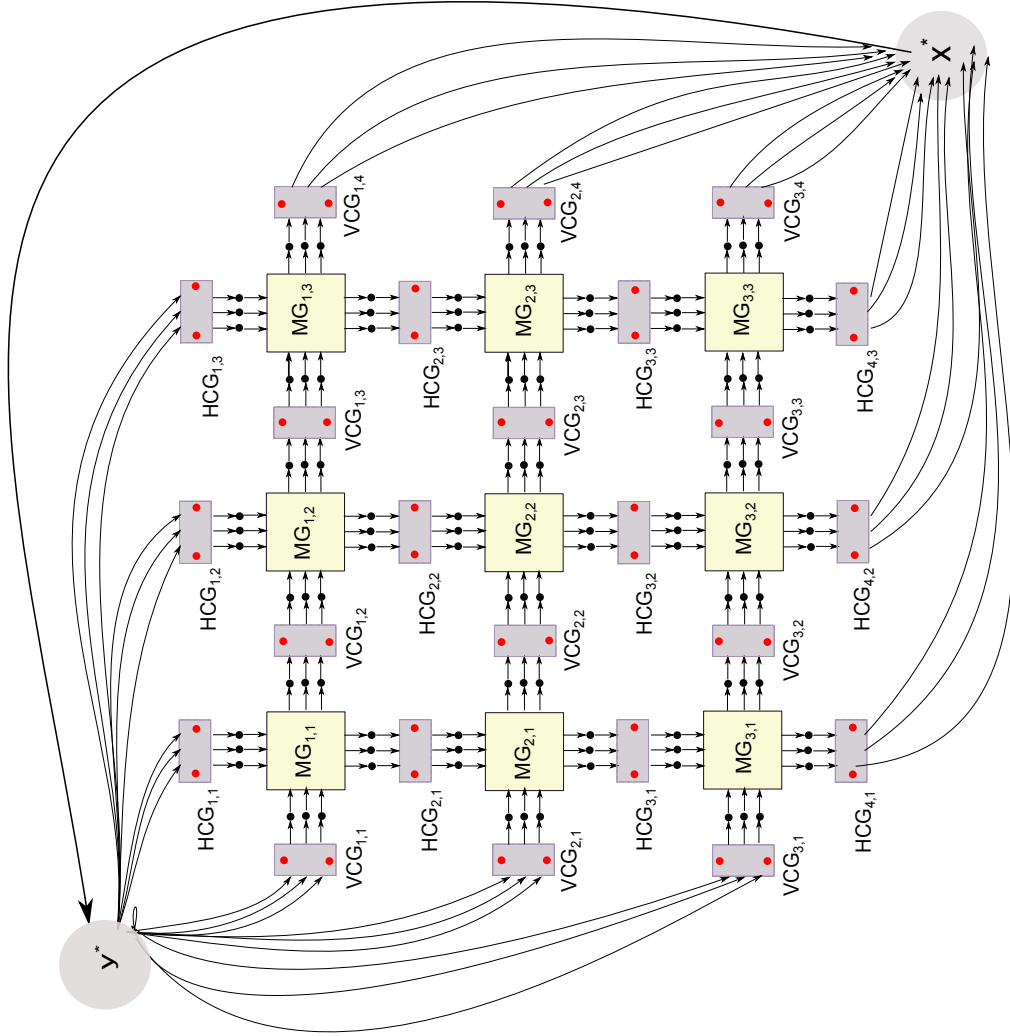 y*
x*
HCG1,1
HCG1,2
HCG1,3
VCG1,1
MG1,1
VCG1,2
MG1,2
VCG1,3
MG1,3
VCG1,4
HCG2,1
HCG2,2
HCG2,3
VCG2,1
MG2,1
VCG2,2
MG2,2
VCG2,3
MG2,3
VCG2,4
HCG3,1
HCG3,2
HCG3,3
VCG3,1
MG3,1
VCG3,2
MG3,2
VCG3,3
MG3,3
VCG3,4
HCG4,1
HCG4,2
HCG4,3